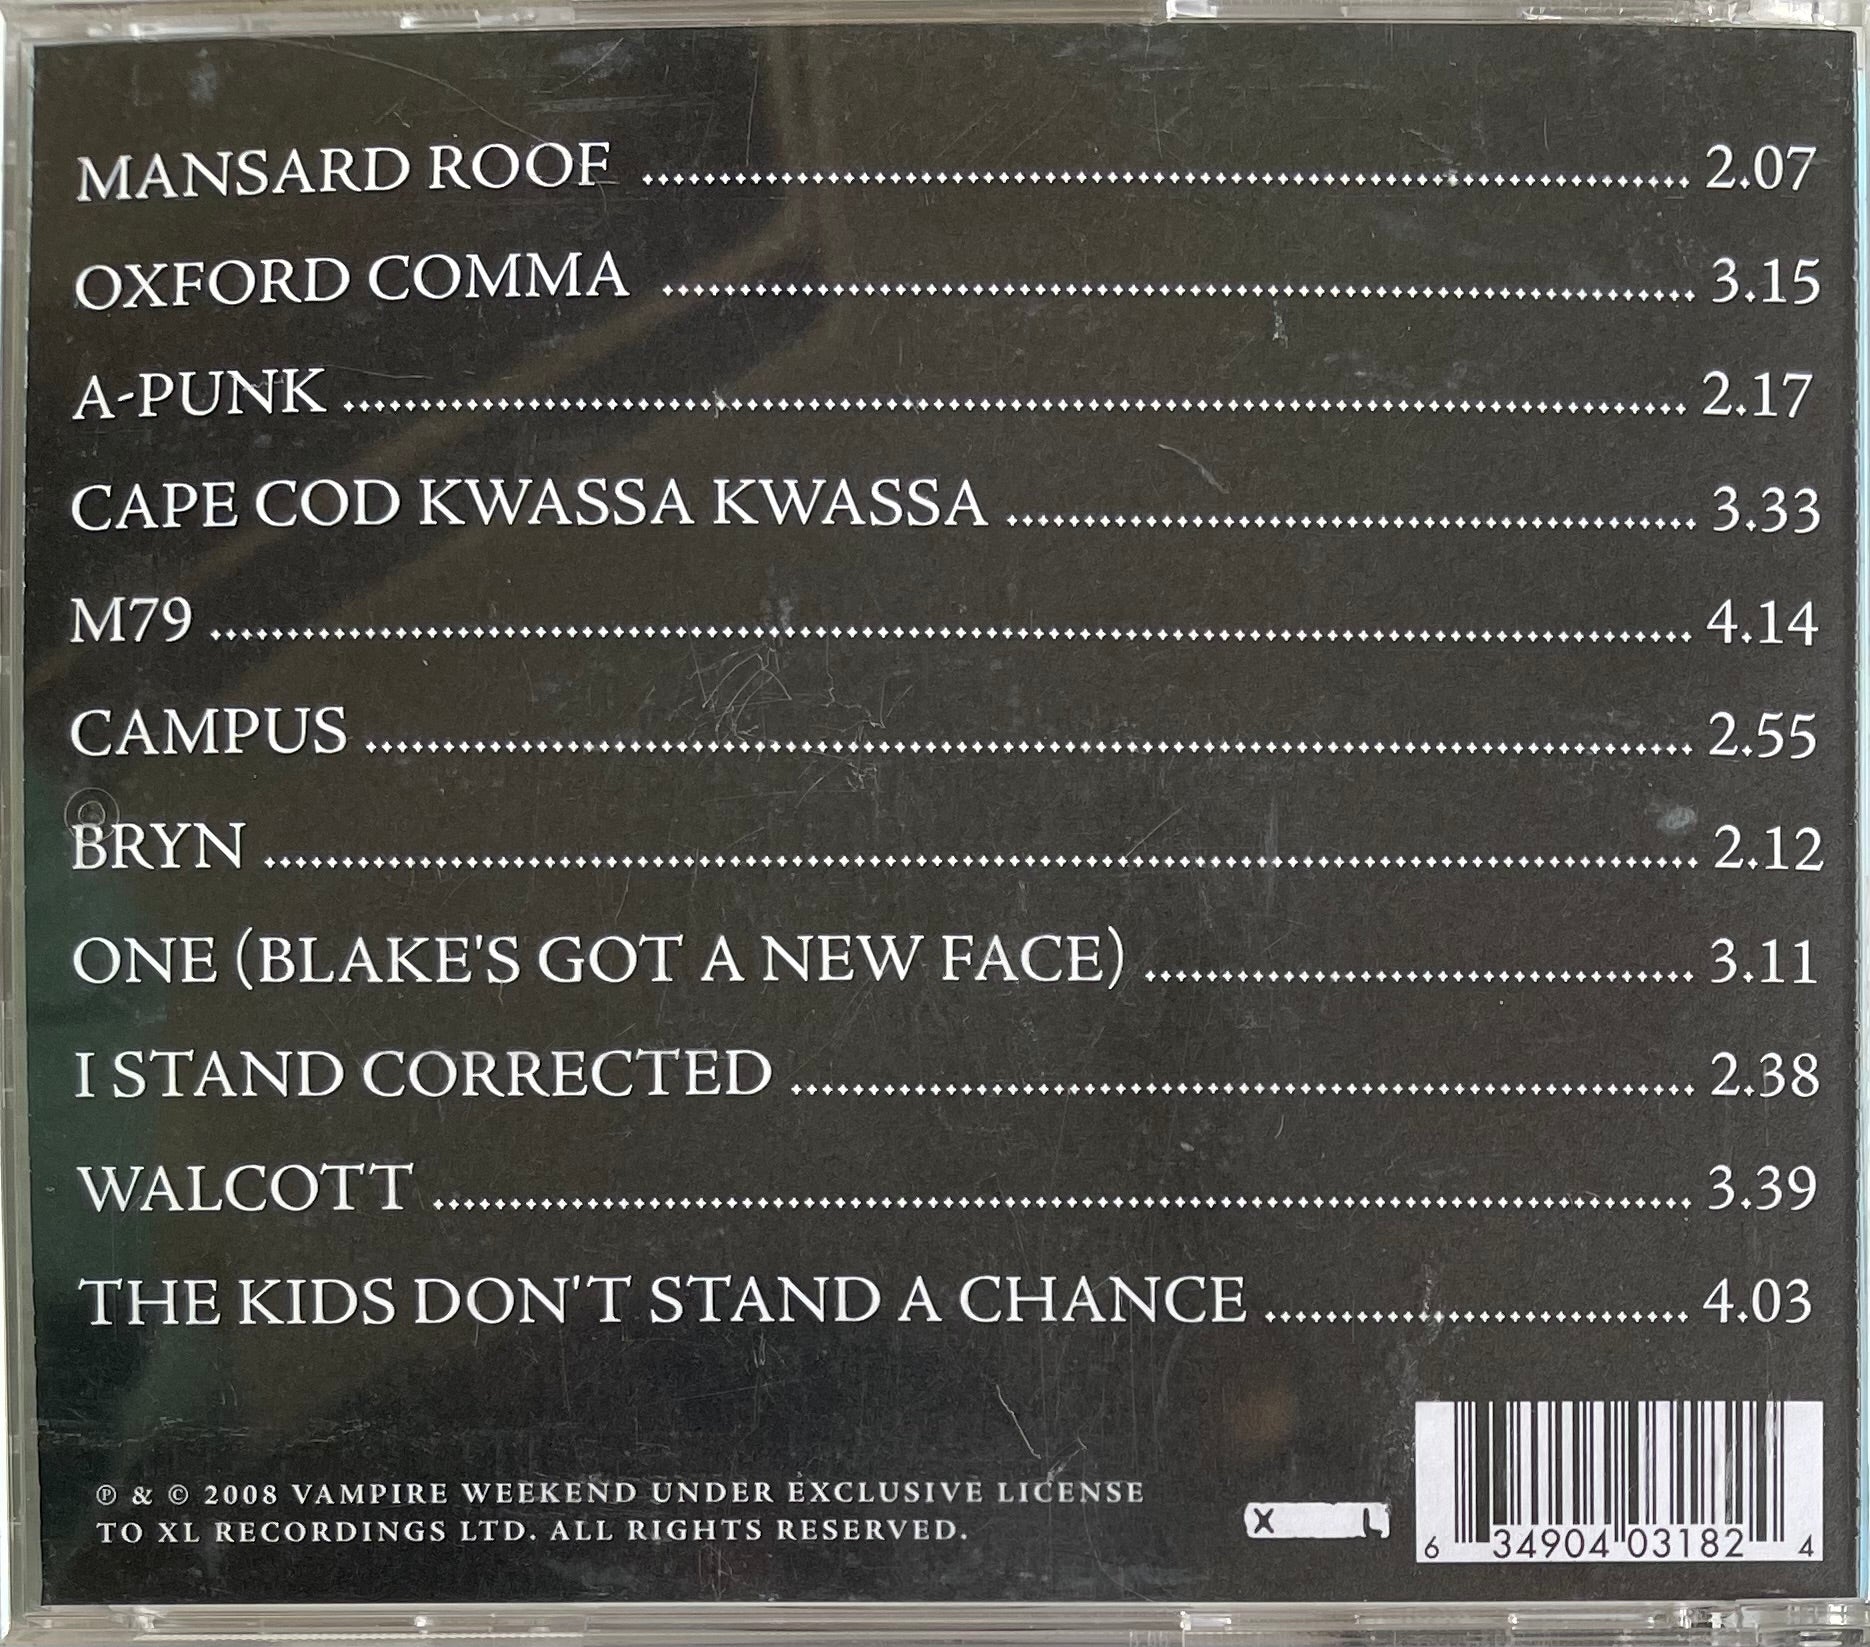 MANSARD ROOF .......... 2.07
OXFORD COMMA .......... 3.15
A-PUNK .......... 2.17
CAPE COD KWASSA KWASSA .......... 3.33
M79 .......... 4.14
CAMPUS .......... 2.55
BRYN .......... 2.12
ONE (BLAKE'S GOT A NEW FACE) .......... 3.11
I STAND CORRECTED .......... 2.38
WALCOTT .......... 3.39
THE KIDS DON'T STAND A CHANCE .......... 4.03
℗ & © 2008 VAMPIRE WEEKEND UNDER EXCLUSIVE LICENSE
TO XL RECORDINGS LTD. ALL RIGHTS RESERVED.
X L
6 34904 03182 4